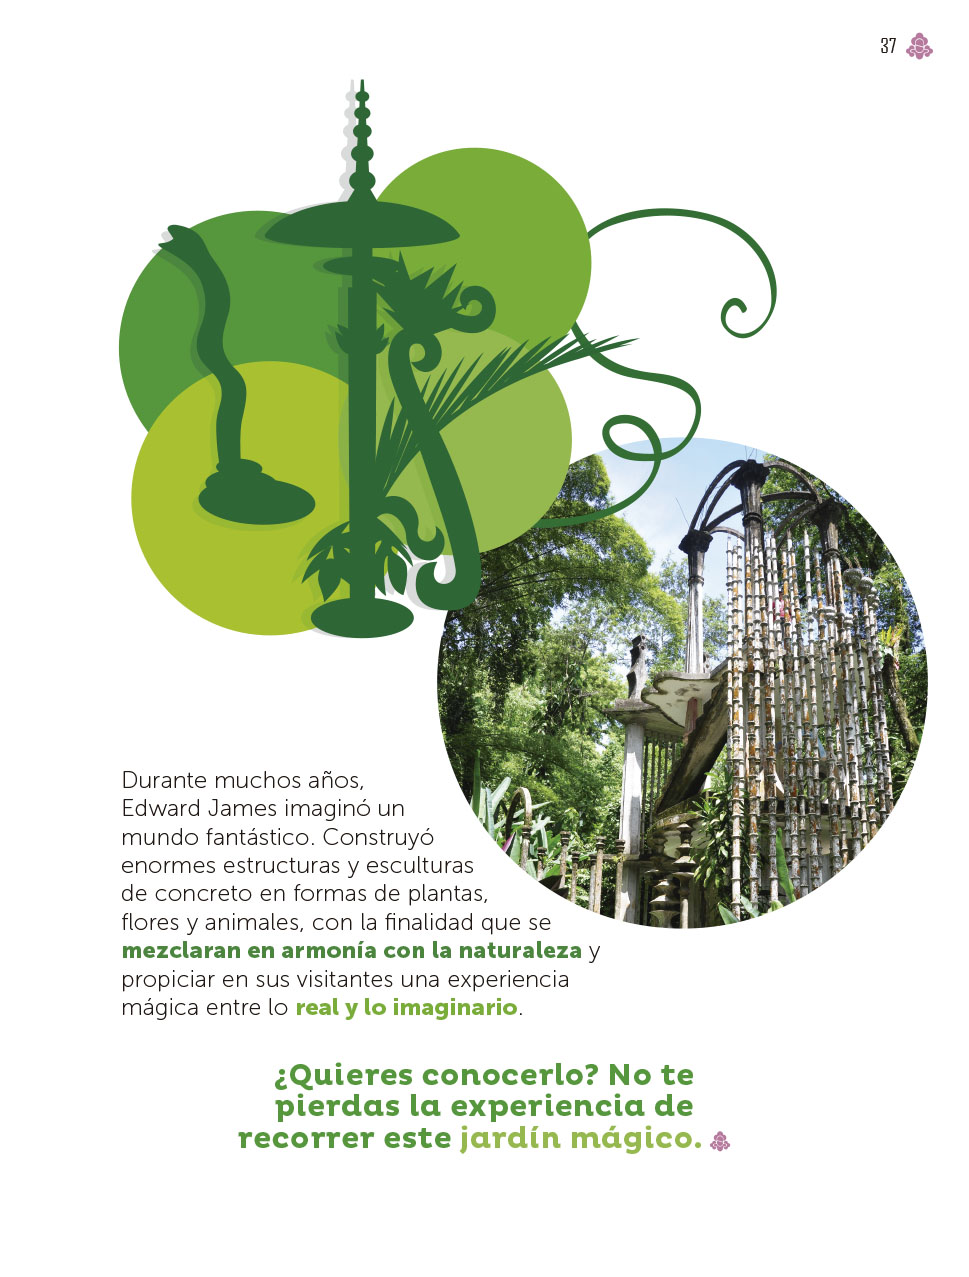 37
Durante muchos años,
Edward James imaginó un
mundo fantástico. Construyó
enormes estructuras y esculturas
de concreto en formas de plantas,
flores y animales, con la finalidad que se
mezclaran en armonía con la naturaleza y
propiciar en sus visitantes una experiencia
mágica entre lo real y lo imaginario.
¿Quieres conocerlo? No te
pierdas la experiencia de
recorrer este jardín mágico.